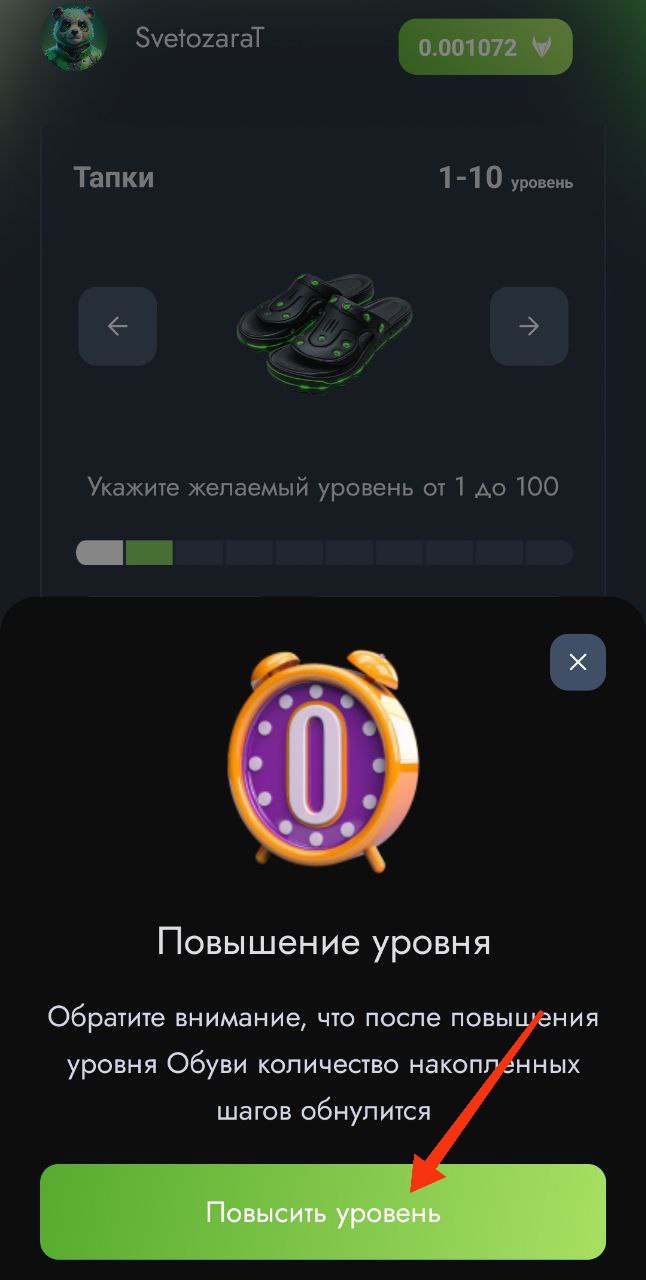 SvetozaraT
0.001072
Тапки
1-10 уровень
Укажите желаемый уровень от 1 до 100
0
Повышение уровня
Обратите внимание, что после повышения
уровня Обуви количество накопленных
шагов обнулится
Повысить уровень